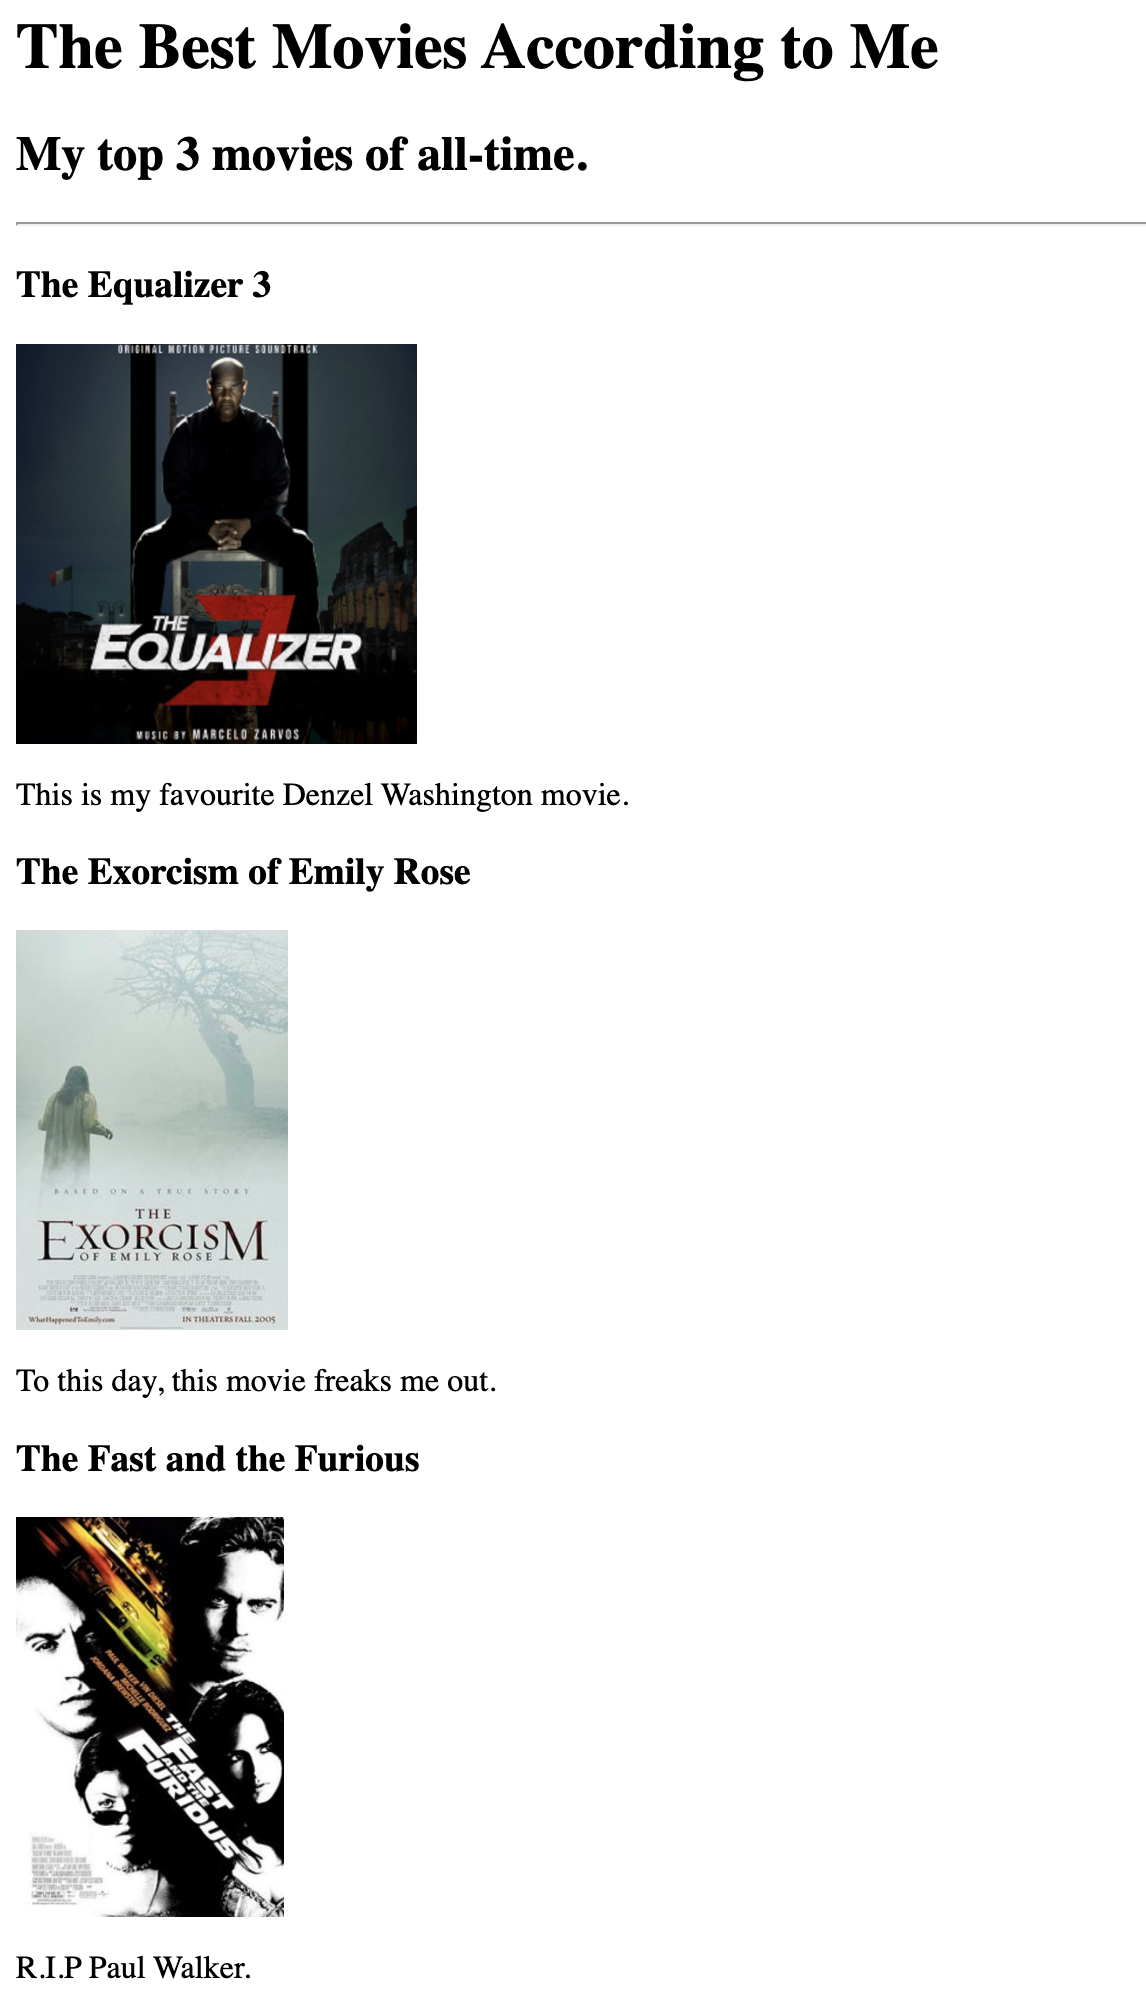 The Best Movies According to Me
My top 3 movies of all-time.
The Equalizer 3
ORIGINAL MOTION PICTURE SOUNDTRACK
THE
EQUALIZER
3
MUSIC BY MARCELO ZARVOS
This is my favourite Denzel Washington movie.
The Exorcism of Emily Rose
BASED ON A TRUE STORY
THE
EXORCISM
OF EMILY ROSE
WhatHappenedToEmily.com IN THEATERS FALL 2005
To this day, this movie freaks me out.
The Fast and the Furious
PAUL WALKER VIN DIESEL
MICHELLE RODRIGUEZ
JORDANA BREWSTER
THE
FAST
AND THE
FURIOUS
R.I.P Paul Walker.